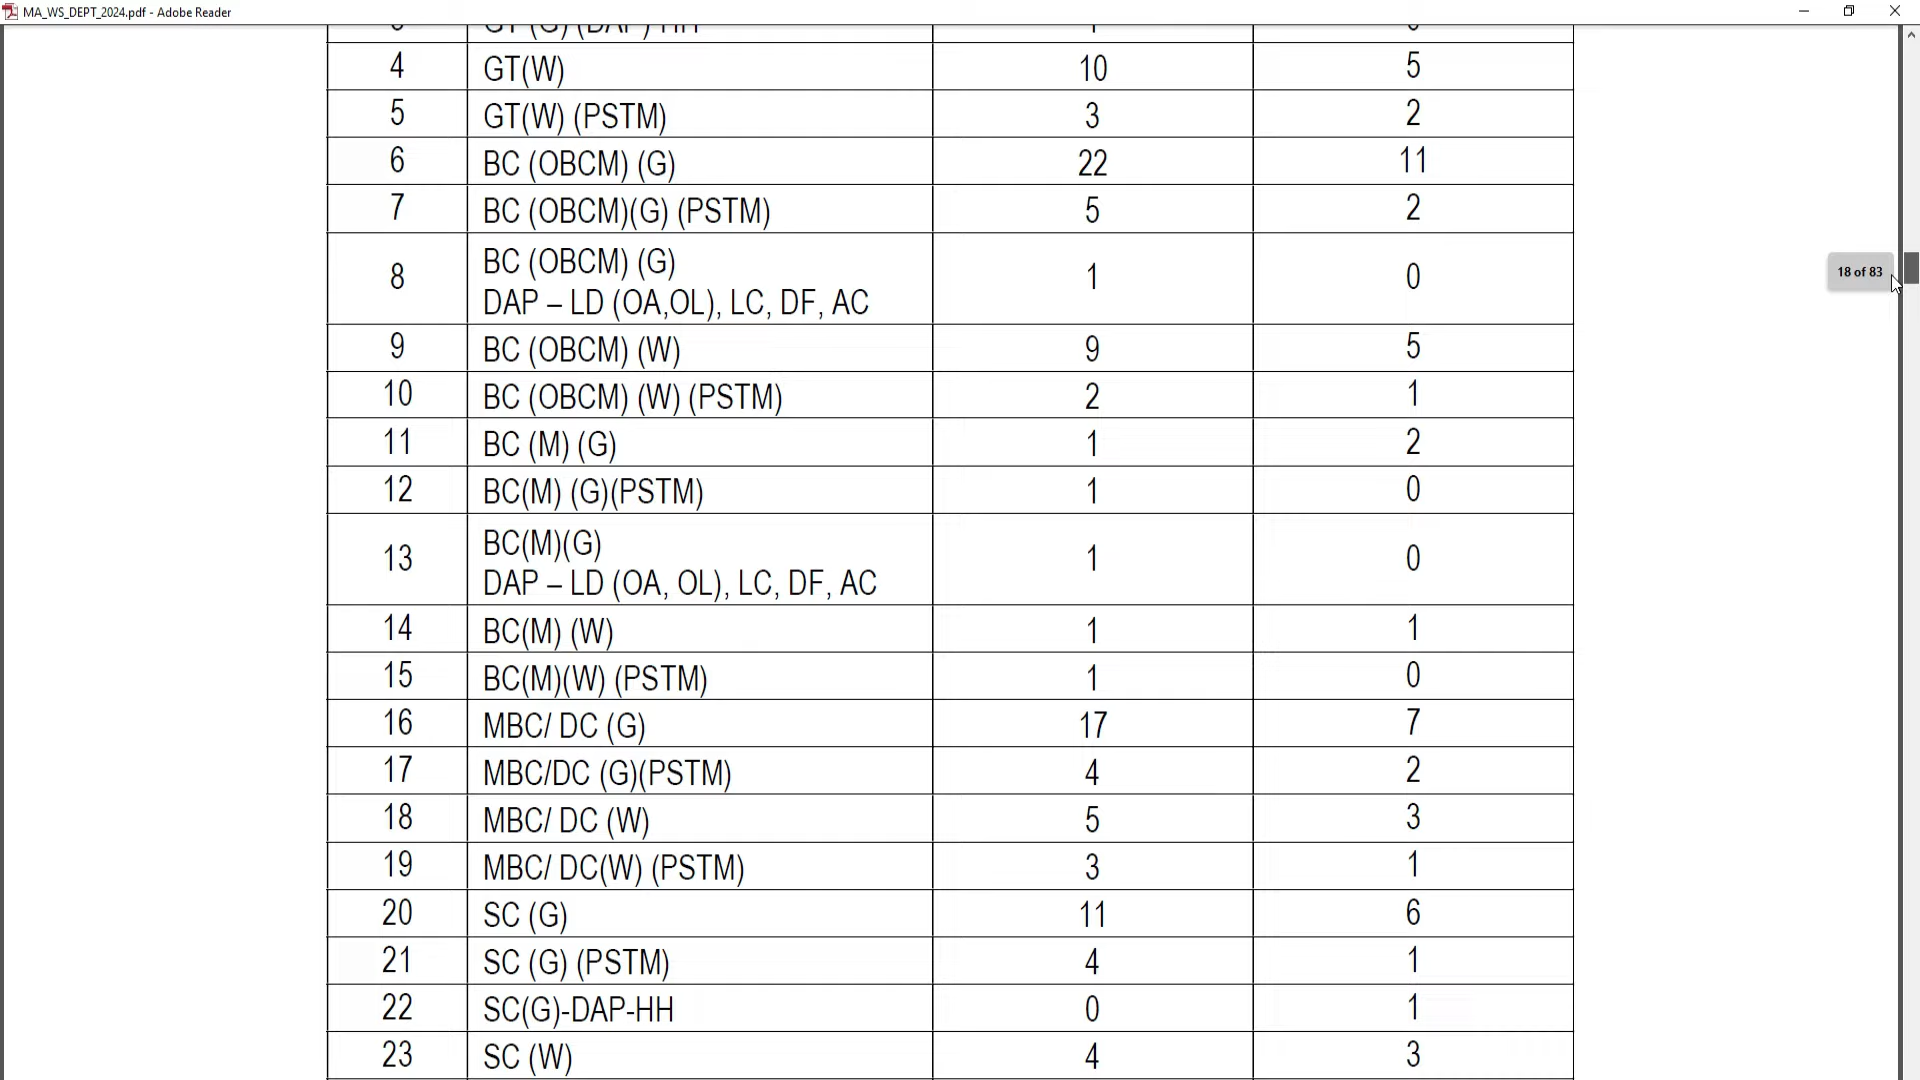 MA_WS_DEPT_2024.pdf - Adobe Reader
3 GT (G) (DAP) HH 1 0
4 GT(W) 10 5
5 GT(W) (PSTM) 3 2
6 BC (OBCM) (G) 22 11
7 BC (OBCM)(G) (PSTM) 5 2
8 BC (OBCM) (G) 1 0
DAP – LD (OA,OL), LC, DF, AC
9 BC (OBCM) (W) 9 5
10 BC (OBCM) (W) (PSTM) 2 1
11 BC (M) (G) 1 2
12 BC(M) (G)(PSTM) 1 0
13 BC(M)(G) 1 0
DAP – LD (OA, OL), LC, DF, AC
14 BC(M) (W) 1 1
15 BC(M)(W) (PSTM) 1 0
16 MBC/ DC (G) 17 7
17 MBC/DC (G)(PSTM) 4 2
18 MBC/ DC (W) 5 3
19 MBC/ DC(W) (PSTM) 3 1
20 SC (G) 11 6
21 SC (G) (PSTM) 4 1
22 SC(G)-DAP-HH 0 1
23 SC (W) 4 3
18 of 83